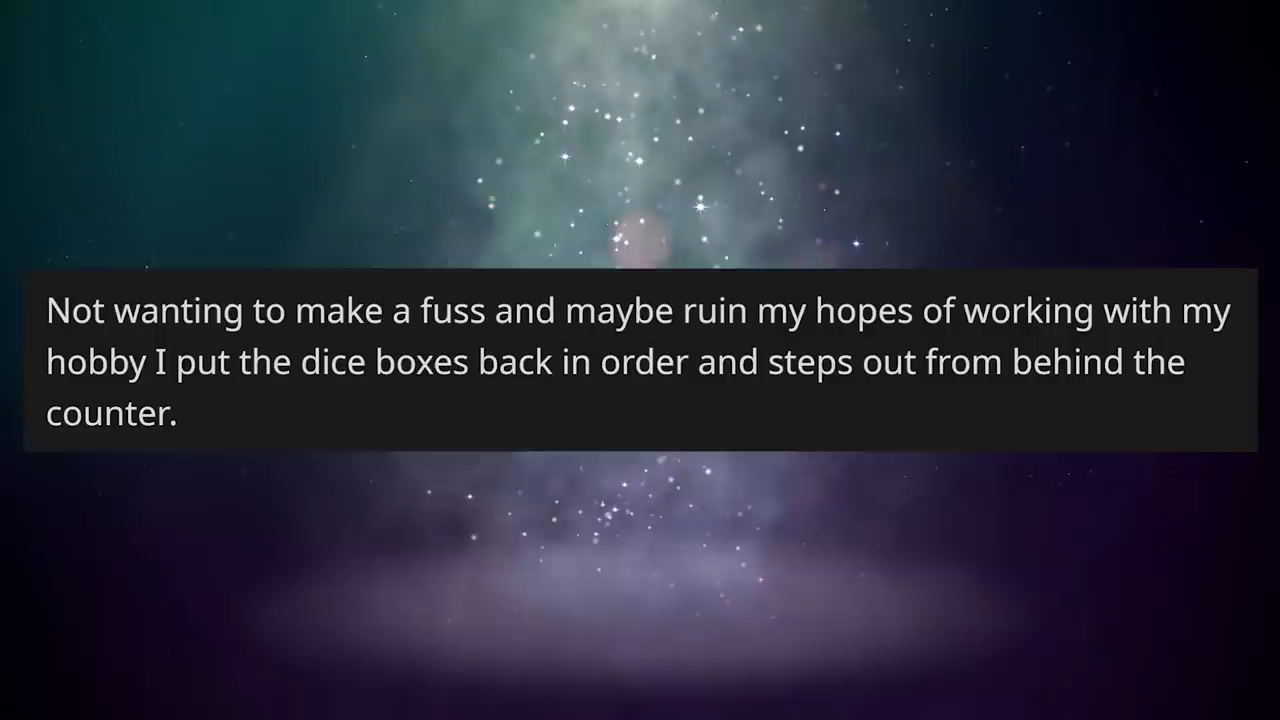 Not wanting to make a fuss and maybe ruin my hopes of working with my
hobby I put the dice boxes back in order and steps out from behind the
counter.